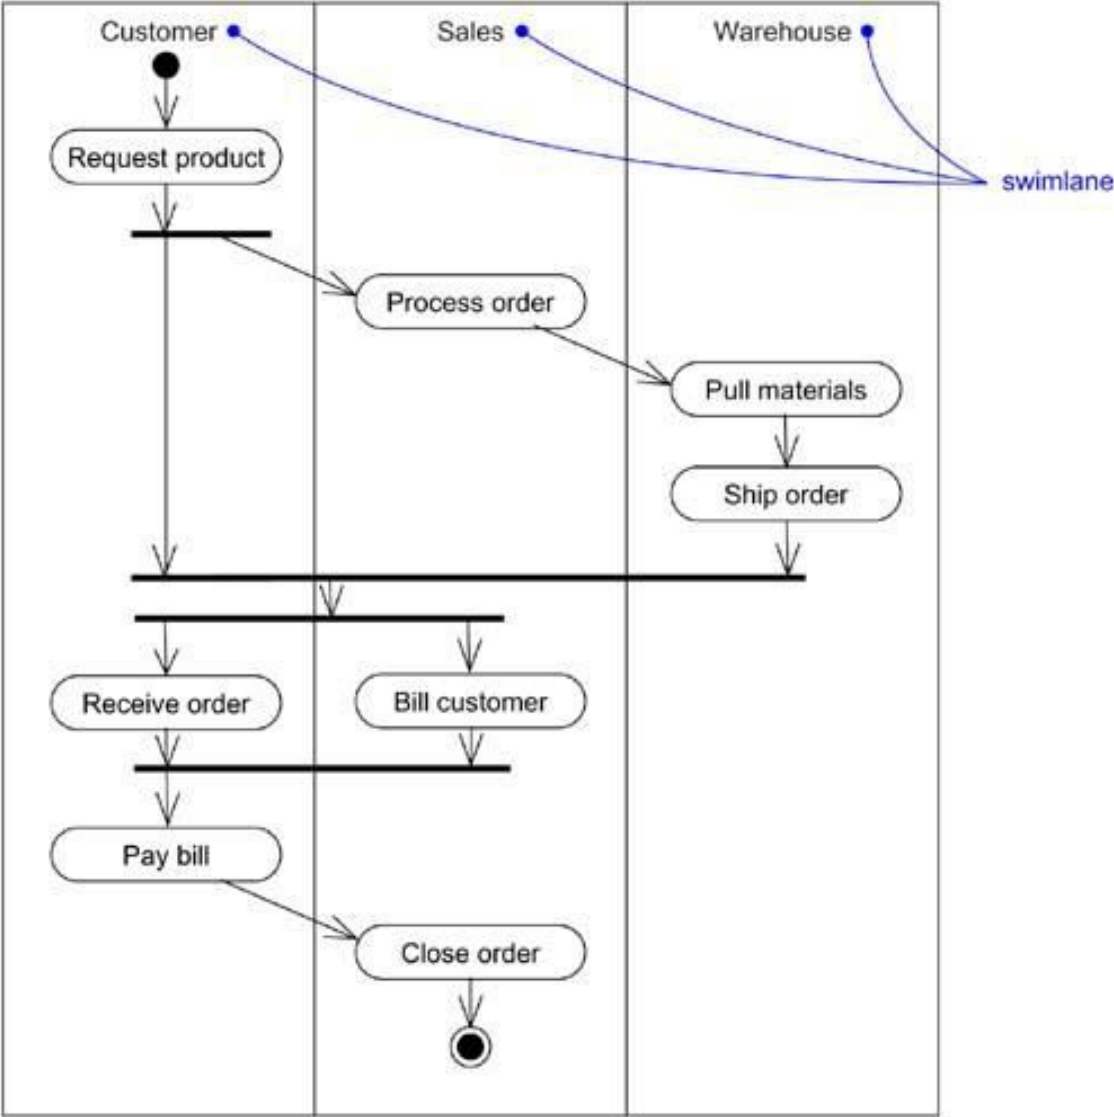 Customer
Sales
Warehouse
Request product
swimlane
Process order
Pull materials
Ship order
Receive order
Bill customer
Pay bill
Close order